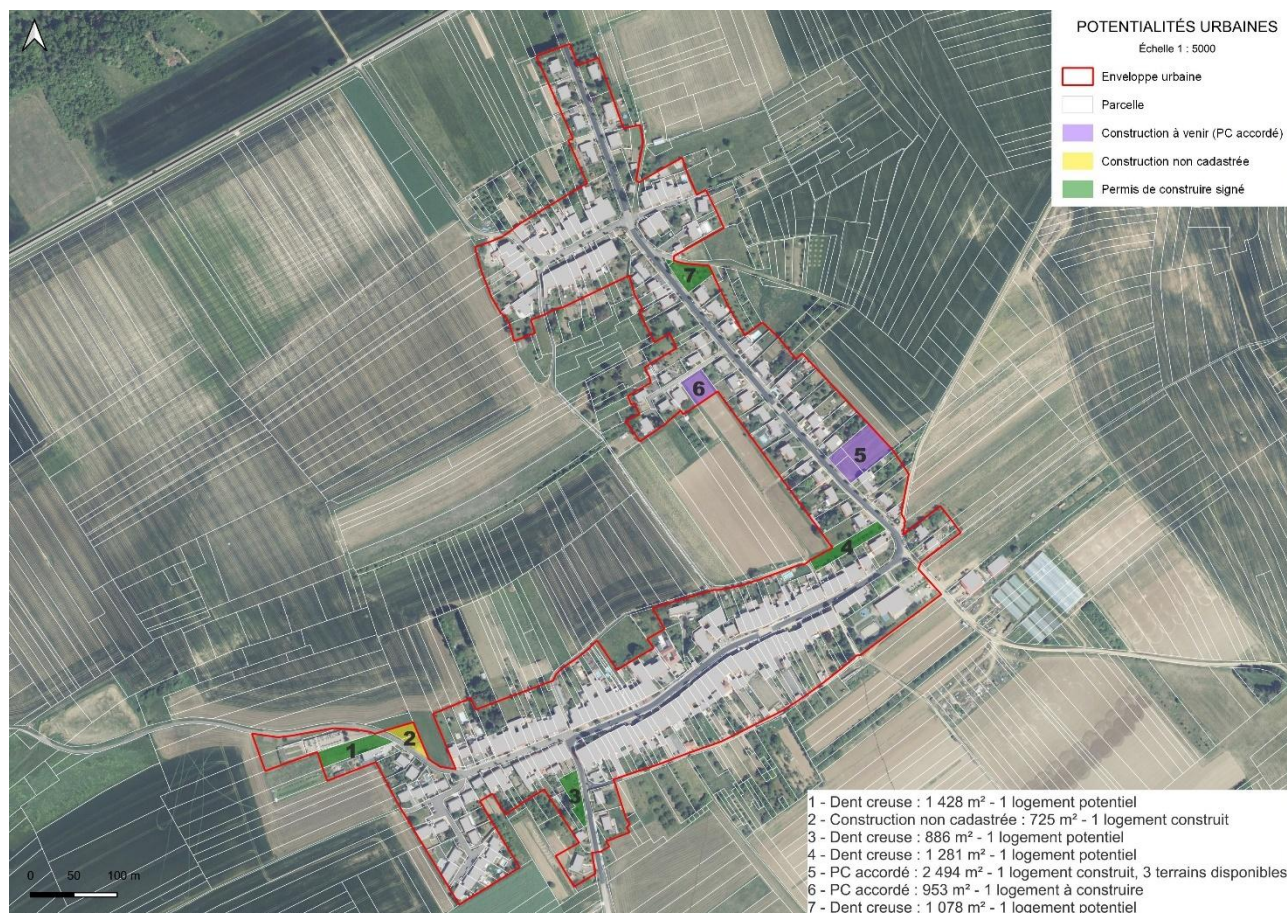 POTENTIALITÉS URBAINES
Échelle 1 : 5000
Enveloppe urbaine
Parcelle
Construction à venir (PC accordé)
Construction non cadastrée
Permis de construire signé
7
6
5
4
2
1
3
0 50 100 m
1 - Dent creuse : 1 428 m² - 1 logement potentiel
2 - Construction non cadastrée : 725 m² - 1 logement construit
3 - Dent creuse : 886 m² - 1 logement potentiel
4 - Dent creuse : 1 281 m² - 1 logement potentiel
5 - PC accordé : 2 494 m² - 1 logement construit, 3 terrains disponibles
6 - PC accordé : 953 m² - 1 logement à construire
7 - Dent creuse : 1 078 m² - 1 logement potentiel